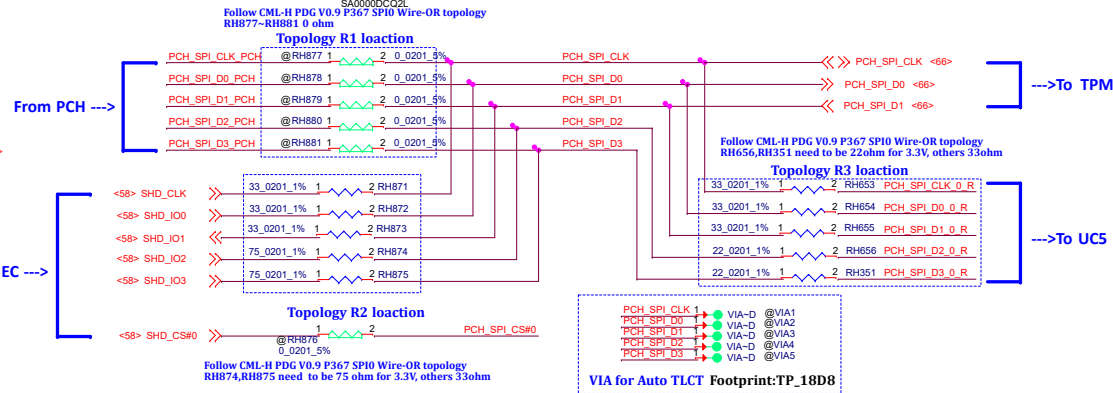 SA0000DCQ2L
Follow CML-H PDG V0.9 P367 SPI0 Wire-OR topology
RH877~RH881 0 ohm
Topology R1 loaction
PCH_SPI_CLK_PCH @RH877 1 2 0_0201_5% PCH_SPI_CLK PCH_SPI_CLK <66>
PCH_SPI_D0_PCH @RH878 1 2 0_0201_5% PCH_SPI_D0 PCH_SPI_D0 <66>
PCH_SPI_D1_PCH @RH879 1 2 0_0201_5% PCH_SPI_D1 PCH_SPI_D1 <66>
PCH_SPI_D2_PCH @RH880 1 2 0_0201_5% PCH_SPI_D2
PCH_SPI_D3_PCH @RH881 1 2 0_0201_5% PCH_SPI_D3
From PCH --->
--->To TPM
Follow CML-H PDG V0.9 P367 SPI0 Wire-OR topology
RH656,RH351 need to be 22ohm for 3.3V, others 33ohm
Topology R3 loaction
33_0201_1% 1 2 RH653 PCH_SPI_CLK_0_R
33_0201_1% 1 2 RH654 PCH_SPI_D0_0_R
33_0201_1% 1 2 RH655 PCH_SPI_D1_0_R
22_0201_1% 1 2 RH656 PCH_SPI_D2_0_R
22_0201_1% 1 2 RH351 PCH_SPI_D3_0_R
--->To UC5
<58> SHD_CLK 33_0201_1% 1 2 RH871
<58> SHD_IO0 33_0201_1% 1 2 RH872
<58> SHD_IO1 33_0201_1% 1 2 RH873
<58> SHD_IO2 75_0201_1% 1 2 RH874
<58> SHD_IO3 75_0201_1% 1 2 RH875
EC --->
Topology R2 loaction
<58> SHD_CS#0 1 2 PCH_SPI_CS#0
@RH876
0_0201_5%
Follow CML-H PDG V0.9 P367 SPI0 Wire-OR topology
RH874,RH875 need to be 75 ohm for 3.3V, others 33ohm
PCH_SPI_CLK 1 VIA~D @VIA1
PCH_SPI_D0 1 VIA~D @VIA2
PCH_SPI_D1 1 VIA~D @VIA3
PCH_SPI_D2 1 VIA~D @VIA4
PCH_SPI_D3 1 VIA~D @VIA5
VIA for Auto TLCT Footprint:TP_18D8